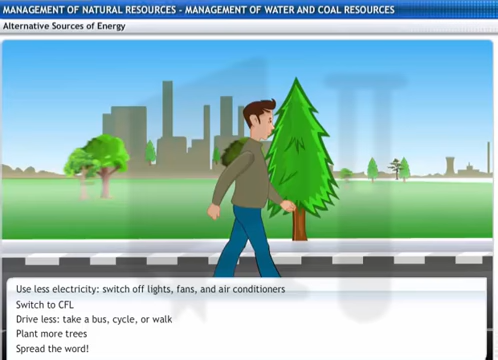 MANAGEMENT OF NATURAL RESOURCES - MANAGEMENT OF WATER AND COAL RESOURCES
Alternative Sources of Energy
Use less electricity: switch off lights, fans, and air conditioners
Switch to CFL
Drive less: take a bus, cycle, or walk
Plant more trees
Spread the word!